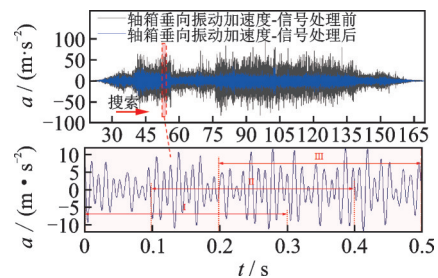 轴箱垂向振动加速度-信号处理前
轴箱垂向振动加速度-信号处理后
a / (m·s⁻²)
100
50
0
-50
-100
搜索
30 45 60 75 90 105 120 135 150 165
a / (m·s⁻²)
10
5
0
-5
-10
III
II
I
0 0.1 0.2 0.3 0.4 0.5
t / s